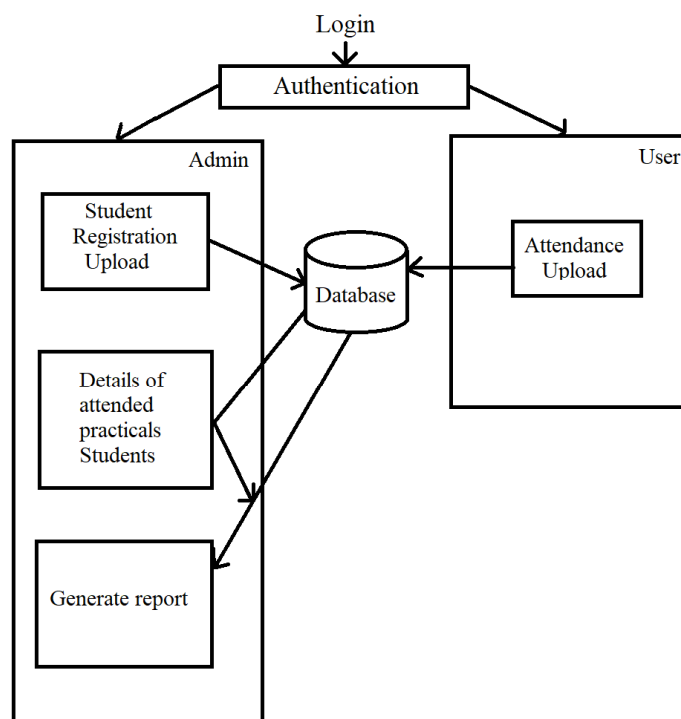 Login
Authentication
Admin
User
Student
Registration
Upload
Attendance
Upload
Database
Details of
attended
practicals
Students
Generate report